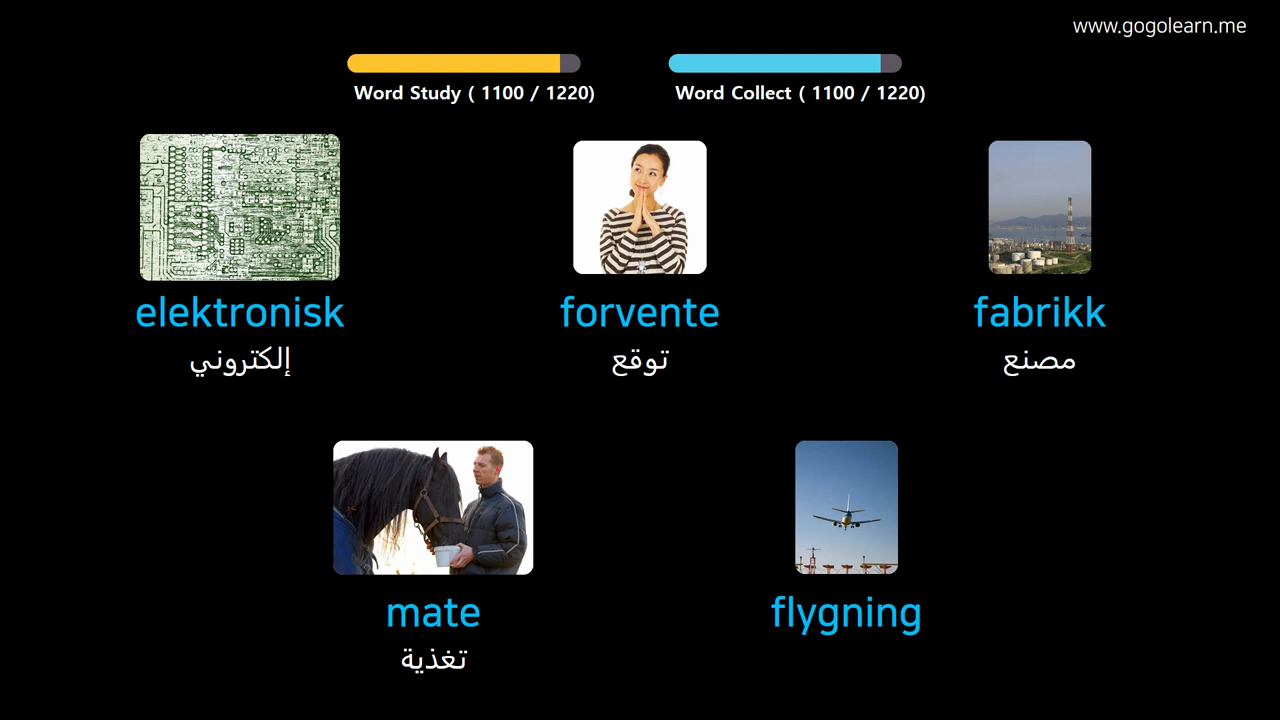 www.gogolearn.me
Word Study ( 1100 / 1220)
Word Collect ( 1100 / 1220)
elektronisk
إلكتروني
forvente
توقع
fabrikk
مصنع
mate
تغذية
flygning